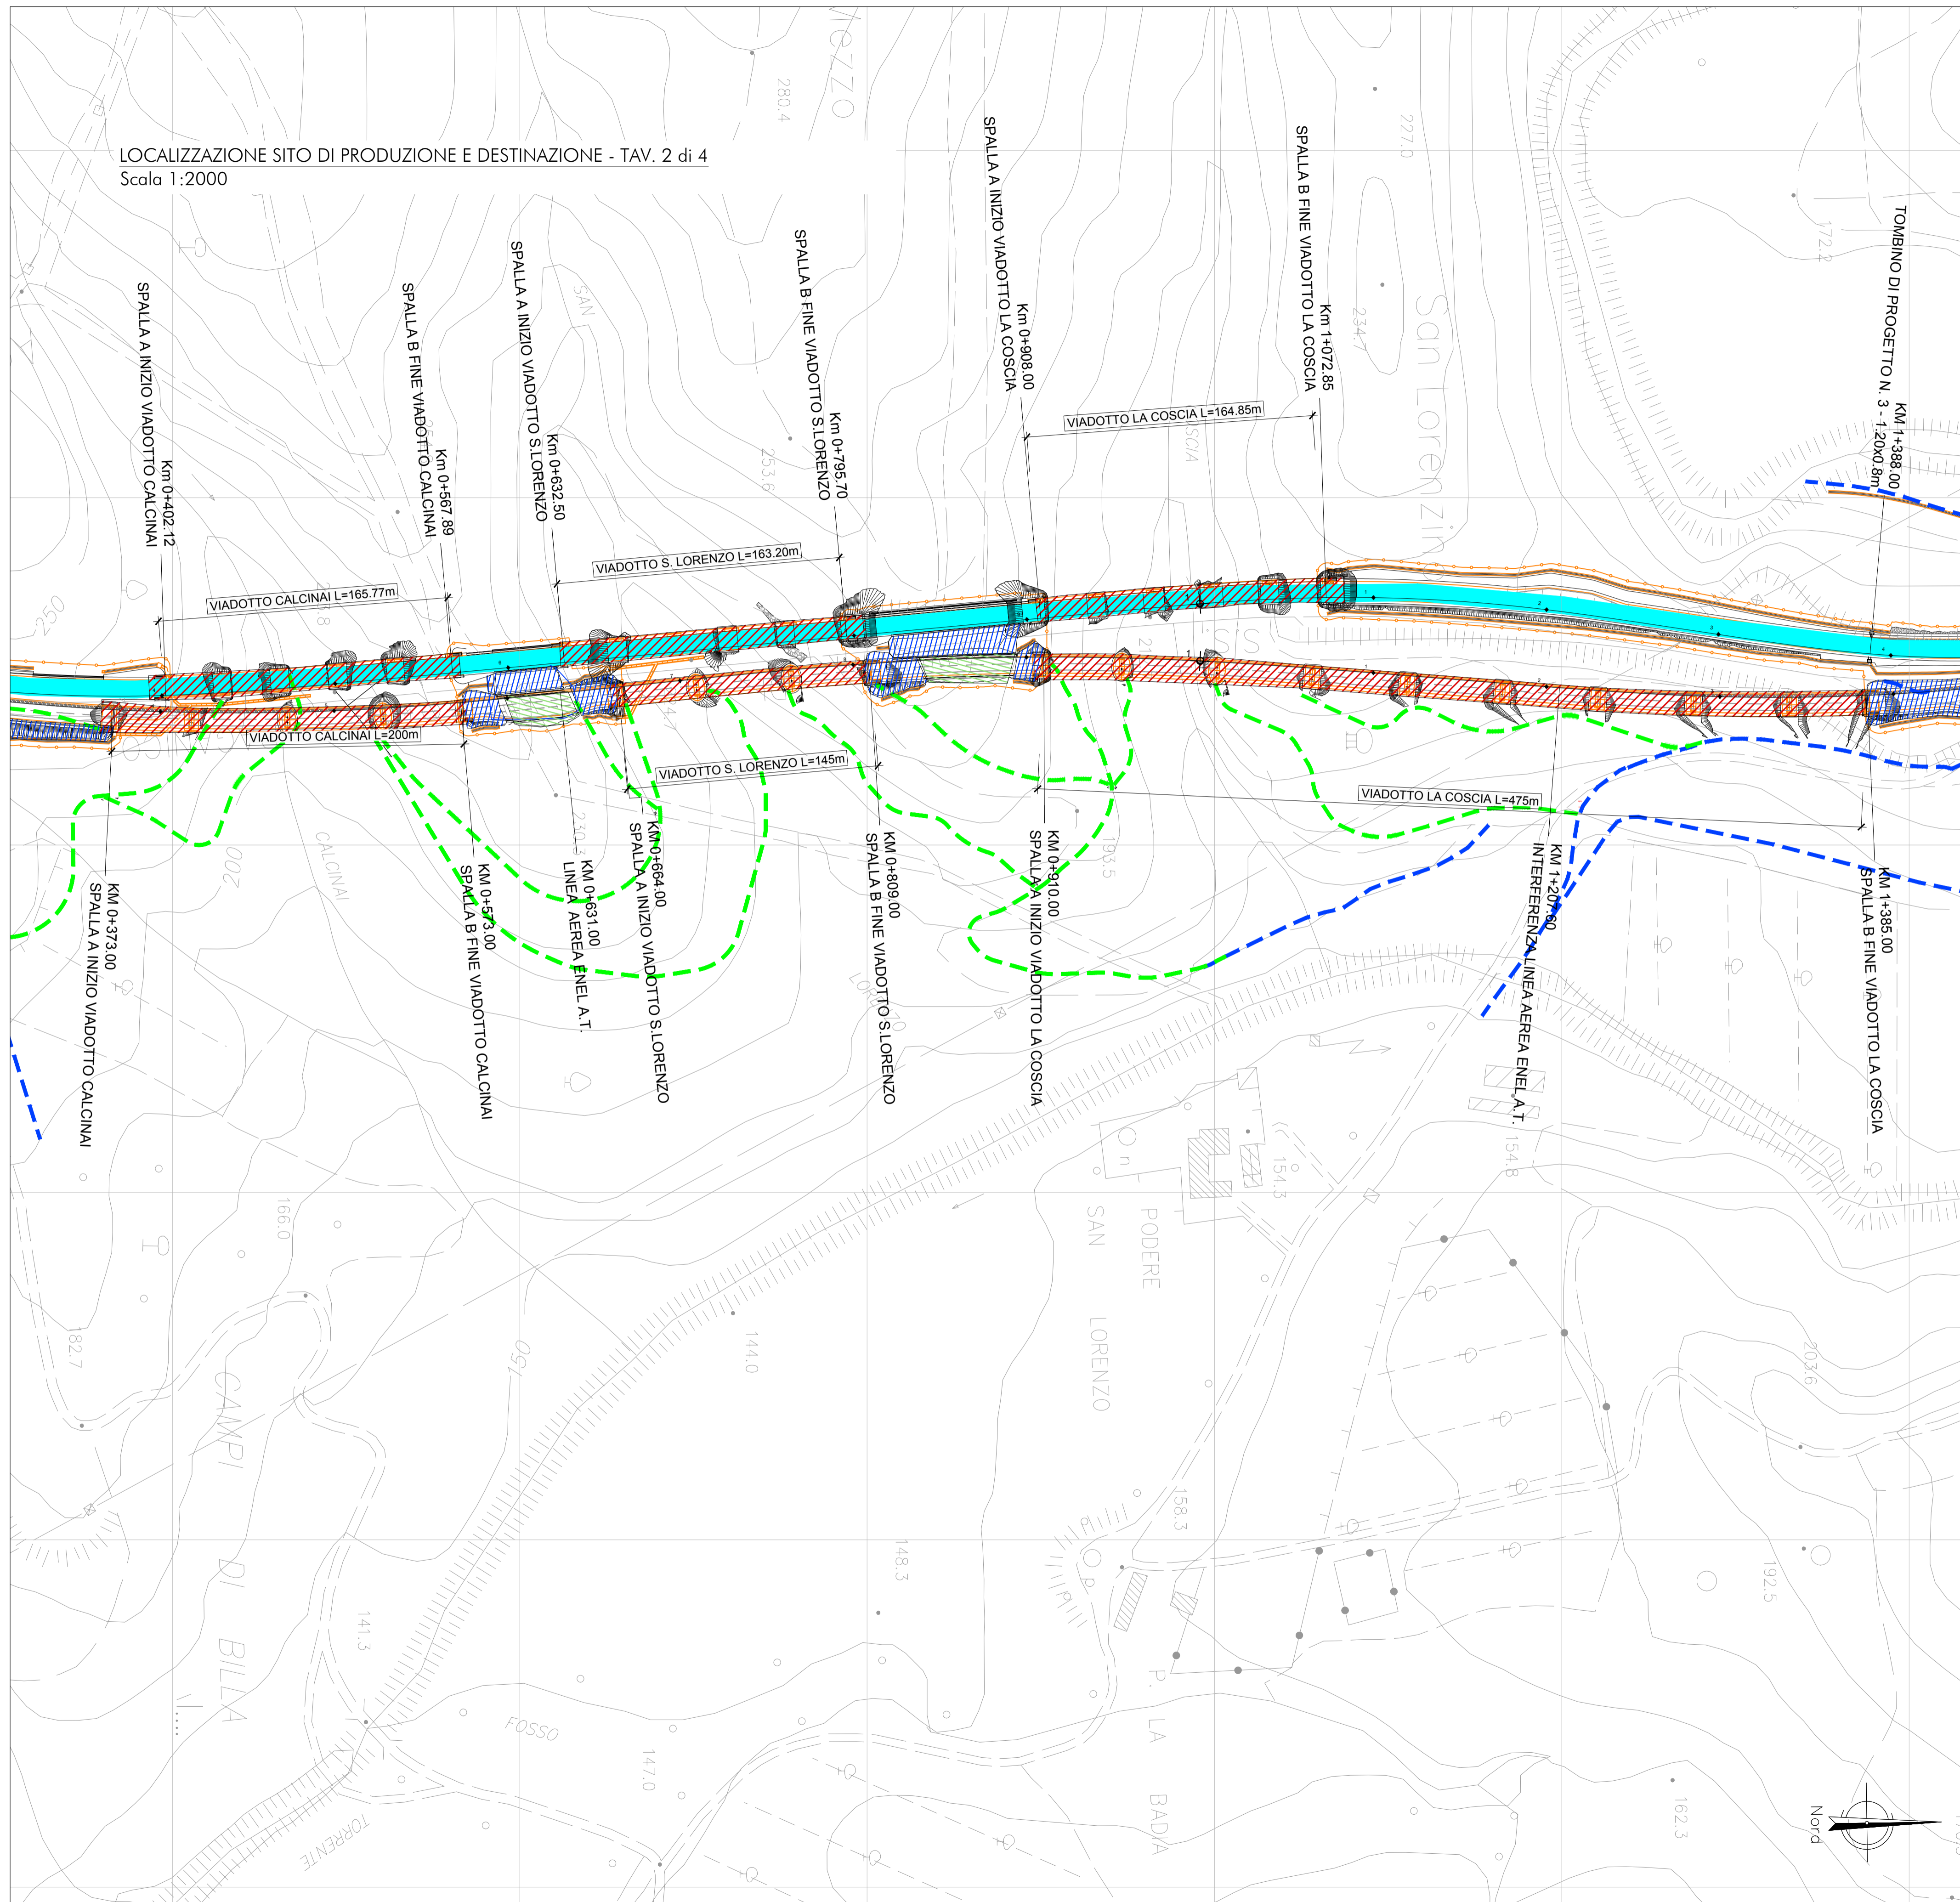 LOCALIZZAZIONE SITO DI PRODUZIONE E DESTINAZIONE - TAV. 2 di 4
Scala 1:2000
MEZZO
280.4
227.0
172.2
SAN
San Lorenzino
234.7
253.6
250
Km 0+402.12
SPALLA A INIZIO VIADOTTO CALCINAI
Km 0+567.89
SPALLA B FINE VIADOTTO CALCINAI
Km 0+632.50
SPALLA A INIZIO VIADOTTO S.LORENZO
Km 0+795.70
SPALLA B FINE VIADOTTO S.LORENZO
Km 0+908.00
SPALLA A INIZIO VIADOTTO LA COSCIA
Km 1+072.85
SPALLA B FINE VIADOTTO LA COSCIA
KM 1+388.00
TOMBINO DI PROGETTO N. 3 - 1.20x0.8m
VIADOTTO CALCINAI L=165.77m
VIADOTTO S. LORENZO L=163.20m
VIADOTTO LA COSCIA L=164.85m
VIADOTTO CALCINAI L=200m
VIADOTTO S. LORENZO L=145m
VIADOTTO LA COSCIA L=475m
KM 0+373.00
SPALLA A INIZIO VIADOTTO CALCINAI
KM 0+573.00
SPALLA B FINE VIADOTTO CALCINAI
KM 0+631.00
LINEA AEREA ENEL A.T.
KM 0+664.00
SPALLA A INIZIO VIADOTTO S.LORENZO
KM 0+809.00
SPALLA B FINE VIADOTTO S.LORENZO
KM 0+910.00
SPALLA A INIZIO VIADOTTO LA COSCIA
KM 1+207.60
INTERFERENZA LINEA AEREA ENEL A.T.
KM 1+385.00
SPALLA B FINE VIADOTTO LA COSCIA
S.S.
200
CALCINAI
193.5
LORENZO
154.3
154.8
PODERE
SAN
LORENZO
166.0
182.7
150
144.0
203.6
CAMPI
DI
BILLA
158.3
148.3
192.5
141.3
P.
LA
BADIA
FOSSO
147.0
TORRENTE
162.3
Nord